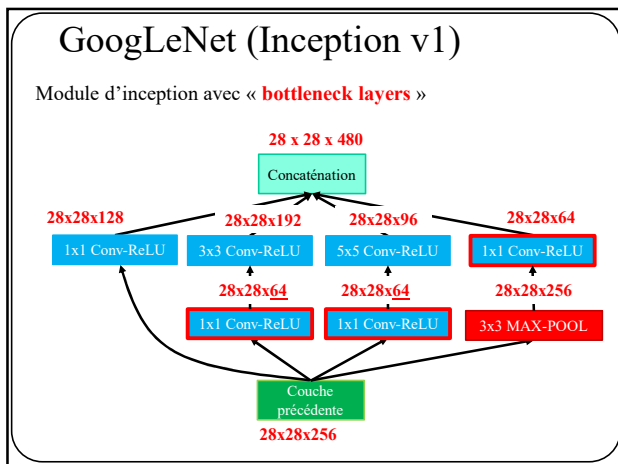 GoogLeNet (Inception v1)
Module d’inception avec « bottleneck layers »
28 x 28 x 480
Concaténation
28x28x128
28x28x192
28x28x96
28x28x64
1x1 Conv-ReLU
3x3 Conv-ReLU
5x5 Conv-ReLU
1x1 Conv-ReLU
28x28x64
28x28x64
28x28x256
1x1 Conv-ReLU
1x1 Conv-ReLU
3x3 MAX-POOL
Couche
précédente
28x28x256